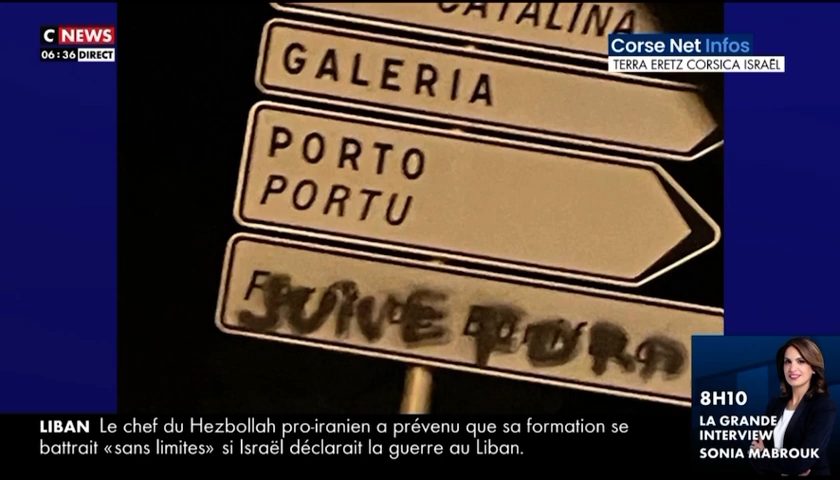 CNEWS
06:36 DIRECT
Corse Net Infos
TERRA ERETZ CORSICA ISRAËL
CATALINA
GALERIA
PORTO
PORTU
8H10
LA GRANDE
INTERVIEW
SONIA MABROUK
LIBAN Le chef du Hezbollah pro-iranien a prévenu que sa formation se
battrait «sans limites» si Israël déclarait la guerre au Liban.